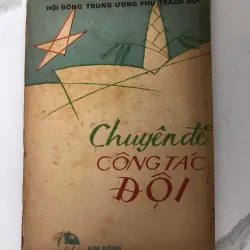 HỘI ĐỒNG TRUNG ƯƠNG PHỤ TRÁCH ĐỘI
Chuyên đề
CÔNG TÁC
ĐỘI
KIM ĐỒNG